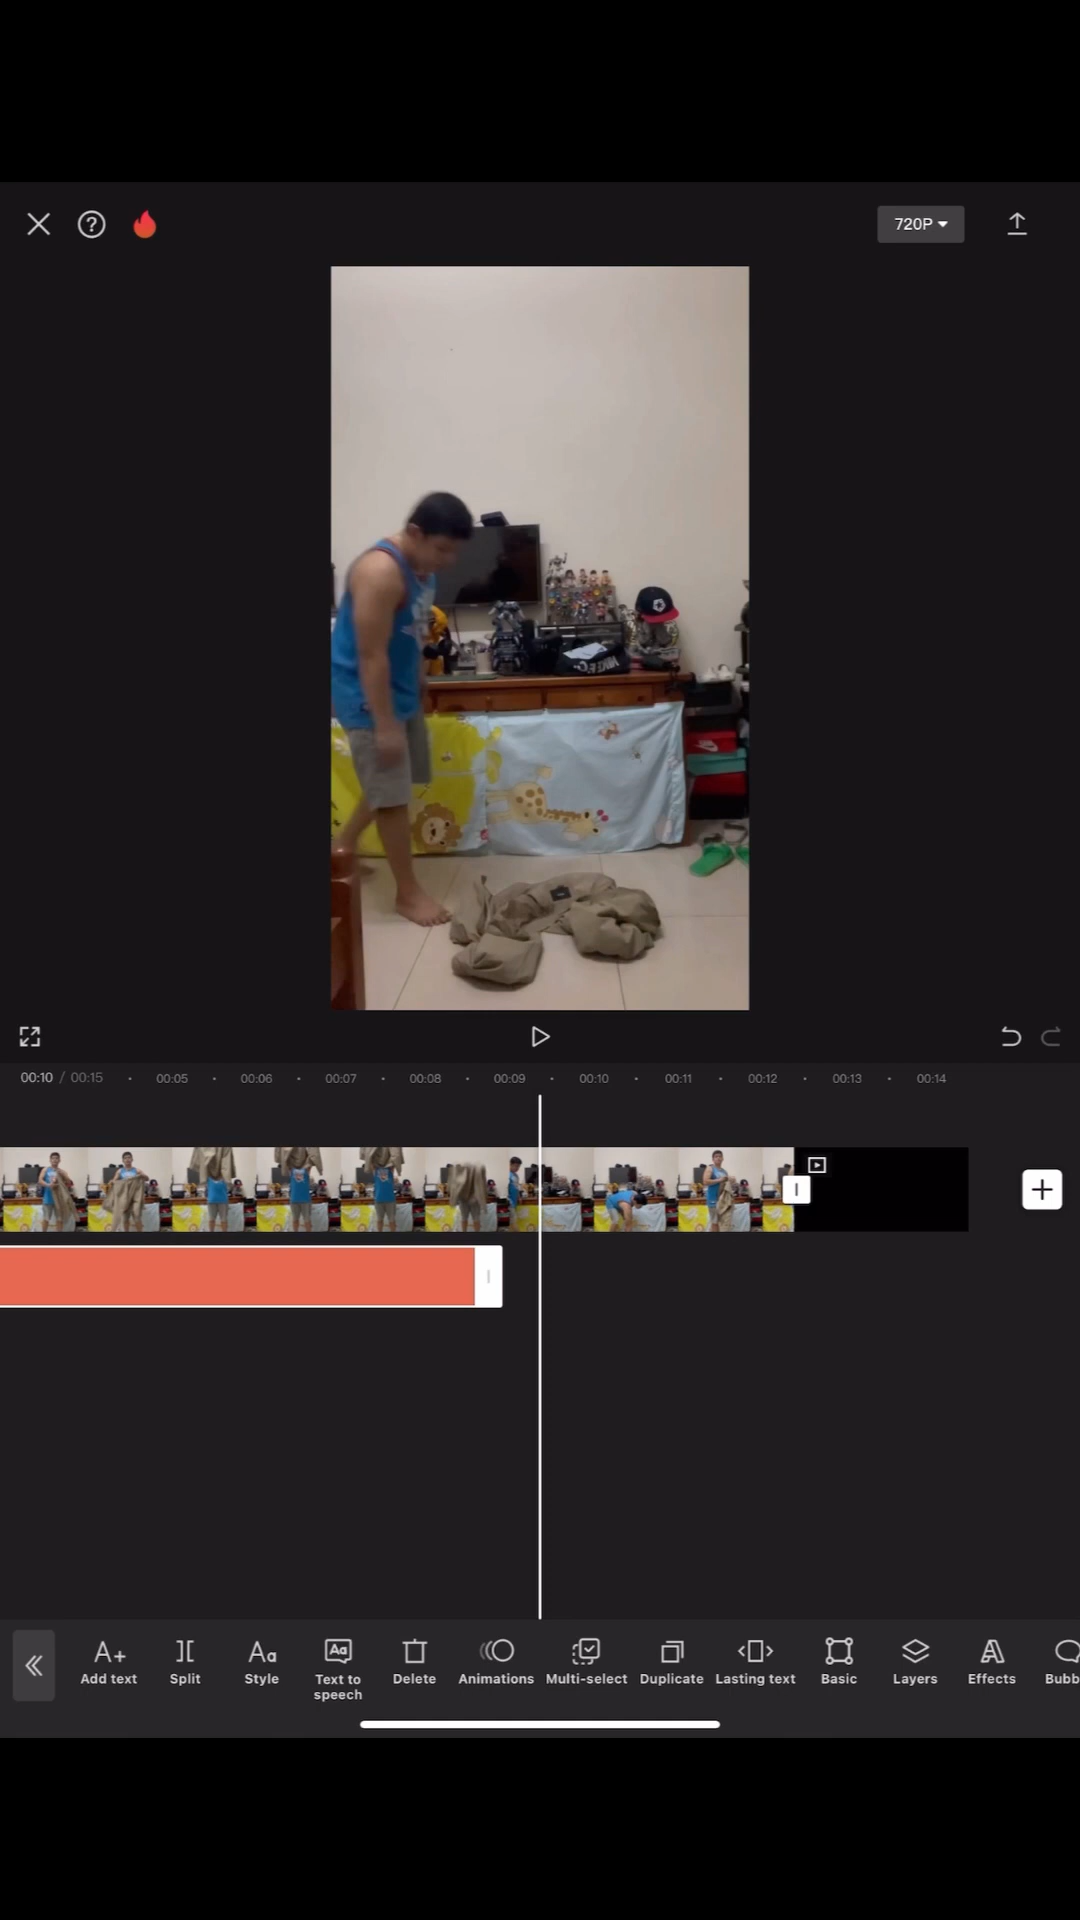 720P
NIKE F.C.
00:10 / 00:15 00:05 00:06 00:07 00:08 00:09 00:10 00:11 00:12 00:13 00:14
Add text Split Style Text to speech Delete Animations Multi-select Duplicate Lasting text Basic Layers Effects Bubb